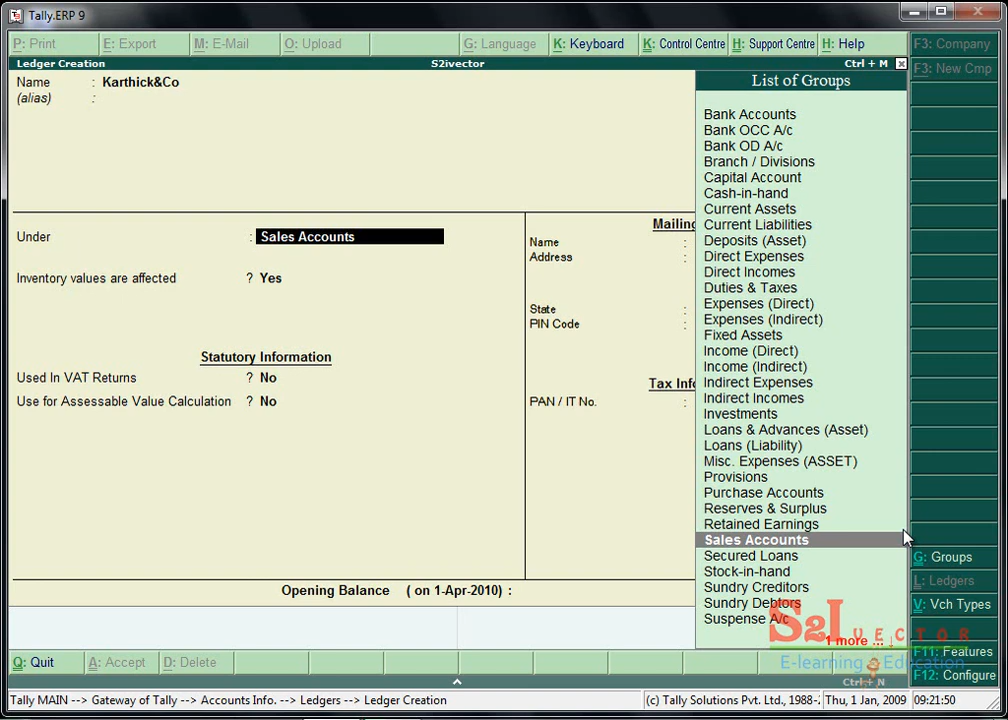 Tally.ERP 9
P: Print
E: Export
M: E-Mail
O: Upload
G: Language
K: Keyboard
K: Control Centre
H: Support Centre
H: Help
F3: Company
F3: New Cmp
Ledger Creation
S2ivector
Ctrl + M
Name : Karthick&Co
(alias) :
List of Groups
Bank Accounts
Bank OCC A/c
Bank OD A/c
Branch / Divisions
Capital Account
Cash-in-hand
Current Assets
Current Liabilities
Deposits (Asset)
Direct Expenses
Direct Incomes
Duties & Taxes
Expenses (Direct)
Expenses (Indirect)
Fixed Assets
Income (Direct)
Income (Indirect)
Indirect Expenses
Indirect Incomes
Investments
Loans & Advances (Asset)
Loans (Liability)
Misc. Expenses (ASSET)
Provisions
Purchase Accounts
Reserves & Surplus
Retained Earnings
Sales Accounts
Secured Loans
Stock-in-hand
Sundry Creditors
Sundry Debtors
Suspense A/c
1 more ... ↓
Under : Sales Accounts
Inventory values are affected ? Yes
Statutory Information
Used In VAT Returns ? No
Use for Assessable Value Calculation ? No
Mailing
Name :
Address :
State :
PIN Code :
Tax Info
PAN / IT No. :
Opening Balance ( on 1-Apr-2010) :
G: Groups
L: Ledgers
V: Vch Types
F11: Features
F12: Configure
S2I VECTOR
E-learning Education
Q: Quit
A: Accept
D: Delete
Ctrl + N
Tally MAIN --> Gateway of Tally --> Accounts Info. --> Ledgers --> Ledger Creation
(c) Tally Solutions Pvt. Ltd., 1988-
Thu, 1 Jan, 2009
09:21:50